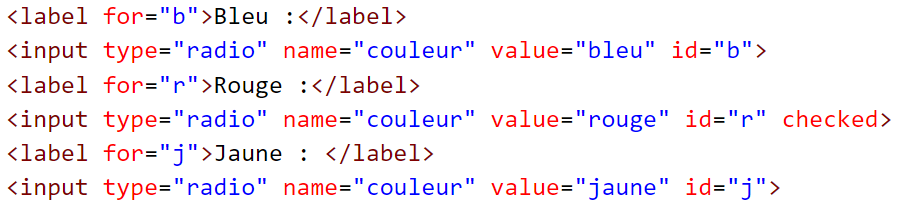 <label for="b">Bleu :</label>
<input type="radio" name="couleur" value="bleu" id="b">
<label for="r">Rouge :</label>
<input type="radio" name="couleur" value="rouge" id="r" checked>
<label for="j">Jaune : </label>
<input type="radio" name="couleur" value="jaune" id="j">